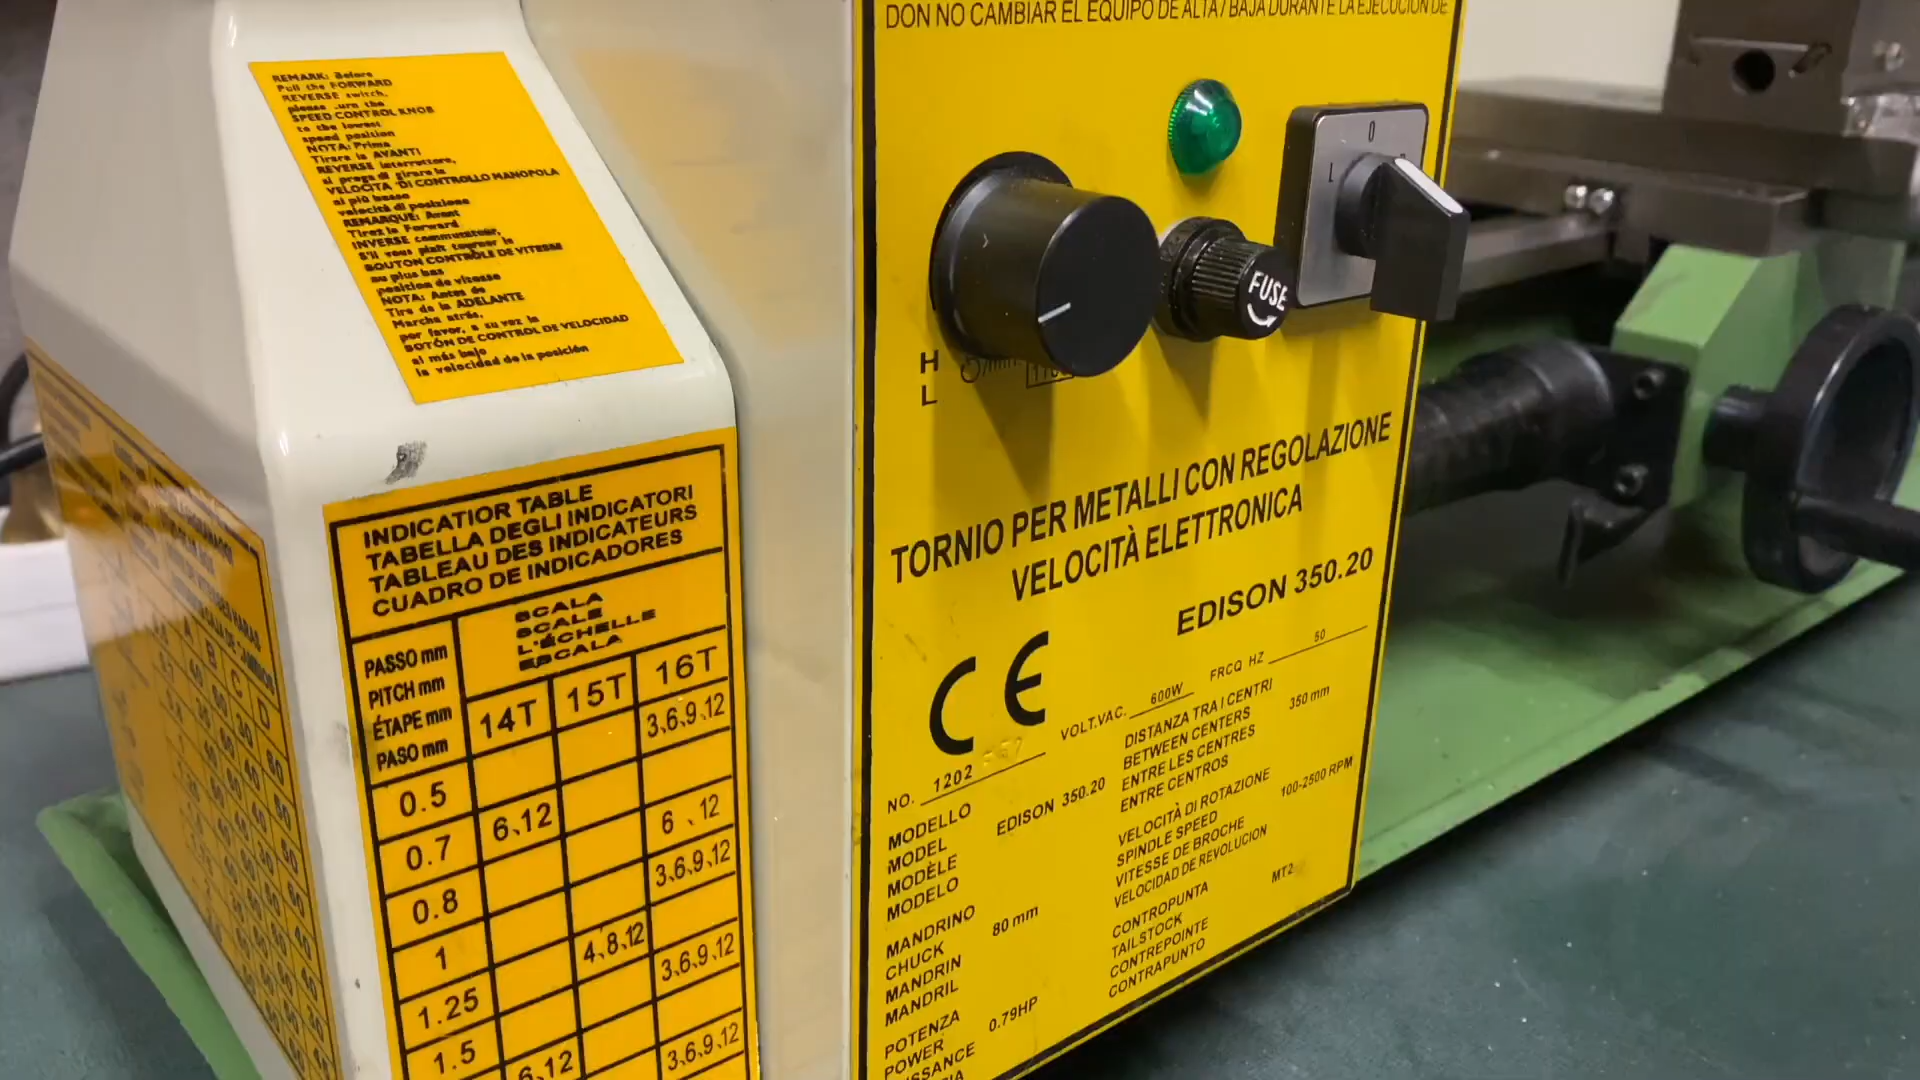 DON NO CAMBIAR EL EQUIPO DE ALTA / BAJA DURANTE LA EJECUCION DE
REMARK: Before
Pull the FORWARD
REVERSE switch,
please
the
SPEED CONTROL KNOB
to the lowest
speed position
NOTA: Prima
Tirare la AVANTI
REVERSE interruttore,
si prega di girare la
VELOCITA 'DI CONTROLLO MANOPOLA
al più basso
velocità di posizione
REMARQUE: Avant
Tirez le Forward
INVERSE commutateur,
S'il vous plaît tourner le
BOUTON CONTRÔLE DE VITESSE
au plus bas
position de vitesse
NOTA: Antes de
Tire de la ADELANTE
Marcha atrás,
por favor, a su vez la
BOTÓN DE CONTROL DE VELOCIDAD
al más bajo
la velocidad de la posición
INDICATIOR TABLE
TABELLA DEGLI INDICATORI
TABLEAU DES INDICATEURS
CUADRO DE INDICADORES
PASSO mm
PITCH mm
ÉTAPE mm
PASO mm
SCALA
SCALE
L'ÉCHELLE
ESCALA
14T 15T 16T
0.5 3、6、9、12
0.7 6、12
0.8 6 、12
1 3、6、9、12
1.25 4、8、12
1.5 3、6、9、12
6、12
3、6、9、12
A B C D
O
L
FUSE
H
L
TORNIO PER METALLI CON REGOLAZIONE
VELOCITÀ ELETTRONICA
EDISON 350.20
CE
NO. 1202
VOLT.VAC. 600W FRCQ HZ 50
MODELLO
MODEL
MODÈLE
MODELO
EDISON 350.20
DISTANZA TRA I CENTRI
BETWEEN CENTERS
ENTRE LES CENTRES
ENTRE CENTROS
350 mm
MANDRINO
CHUCK
MANDRIN
MANDRIL
80 mm
VELOCITÀ DI ROTAZIONE
SPINDLE SPEED
VITESSE DE BROCHE
VELOCIDAD DE REVOLUCION
100-2500 RPM
POTENZA
POWER
0.79HP
CONTROPUNTA
TAILSTOCK
CONTREPOINTE
CONTRAPUNTO
MT2